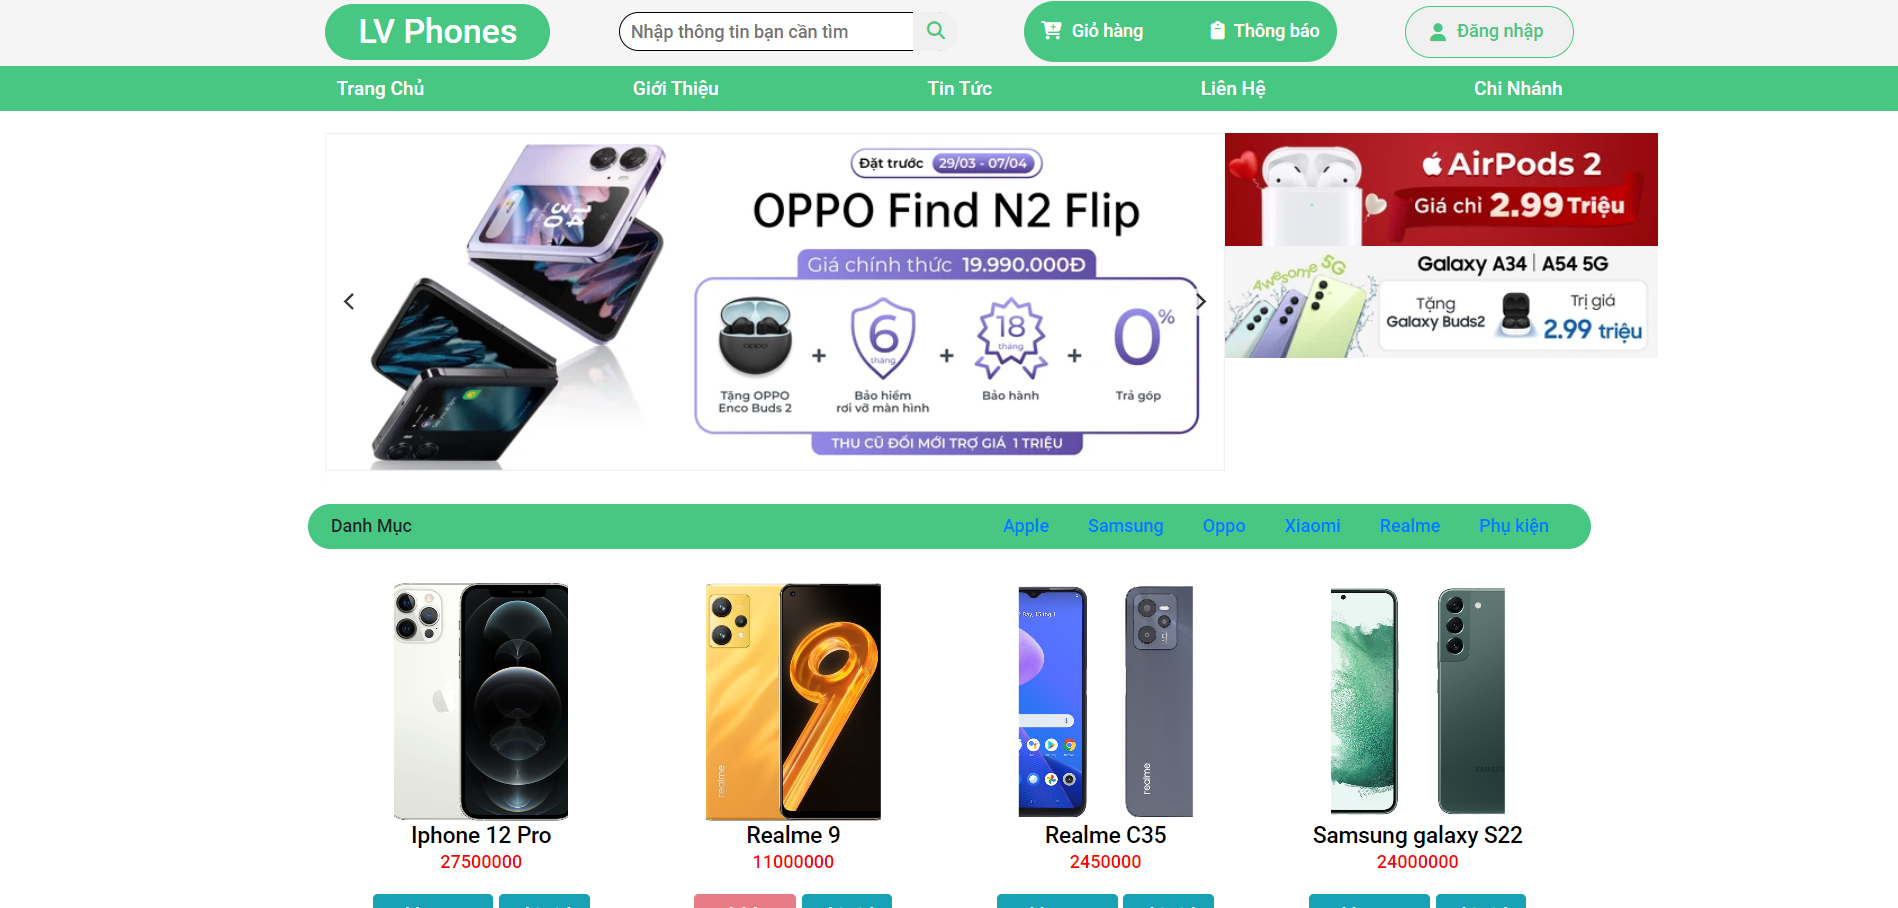 LV Phones
Nhập thông tin bạn cần tìm
Giỏ hàng
Thông báo
Đăng nhập
Trang Chủ
Giới Thiệu
Tin Tức
Liên Hệ
Chi Nhánh
Đặt trước 29/03 - 07/04
OPPO Find N2 Flip
Giá chính thức 19.990.000Đ
oppo
6
tháng
18
tháng
0%
+ + +
Tặng OPPO
Enco Buds 2
Bảo hiểm
rơi vỡ màn hình
Bảo hành
Trả góp
THU CŨ ĐỔI MỚI TRỢ GIÁ 1 TRIỆU
AirPods 2
Giá chỉ 2.99 Triệu
Awesome 5G
Galaxy A34 | A54 5G
Tặng
Galaxy Buds2
Trị giá
2.99 triệu
Danh Mục
Apple
Samsung
Oppo
Xiaomi
Realme
Phụ kiện
realme
realme
SAMSUNG
Iphone 12 Pro
27500000
Realme 9
11000000
Realme C35
2450000
Samsung galaxy S22
24000000